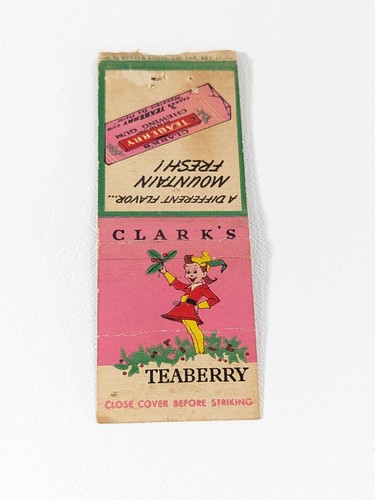 CLARK'S
TEABERRY
CHEWING GUM
A DIFFERENT FLAVOR...
MOUNTAIN
FRESH!
CLARK'S
TEABERRY
CLOSE COVER BEFORE STRIKING